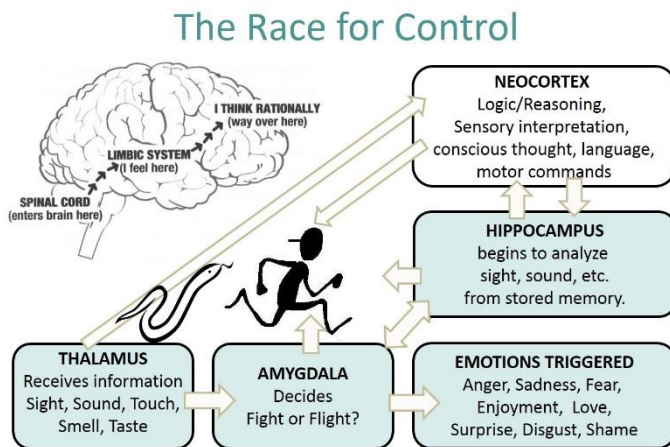 The Race for Control
I THINK RATIONALLY
(way over here)
LIMBIC SYSTEM
(I feel here)
SPINAL CORD
(enters brain here)
NEOCORTEX
Logic/Reasoning,
Sensory interpretation,
conscious thought, language,
motor commands
HIPPOCAMPUS
begins to analyze
sight, sound, etc.
from stored memory.
THALAMUS
Receives information
Sight, Sound, Touch,
Smell, Taste
AMYGDALA
Decides
Fight or Flight?
EMOTIONS TRIGGERED
Anger, Sadness, Fear,
Enjoyment, Love,
Surprise, Disgust, Shame